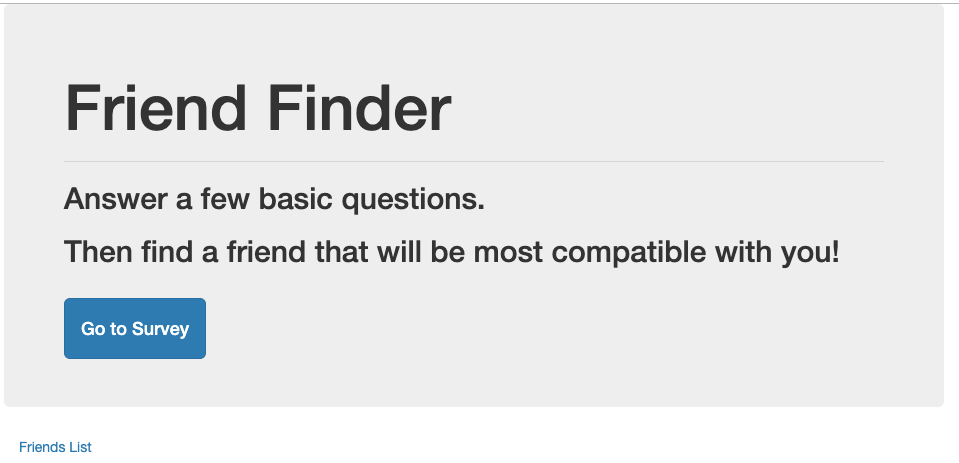 Friend Finder
Answer a few basic questions.
Then find a friend that will be most compatible with you!
Go to Survey
Friends List